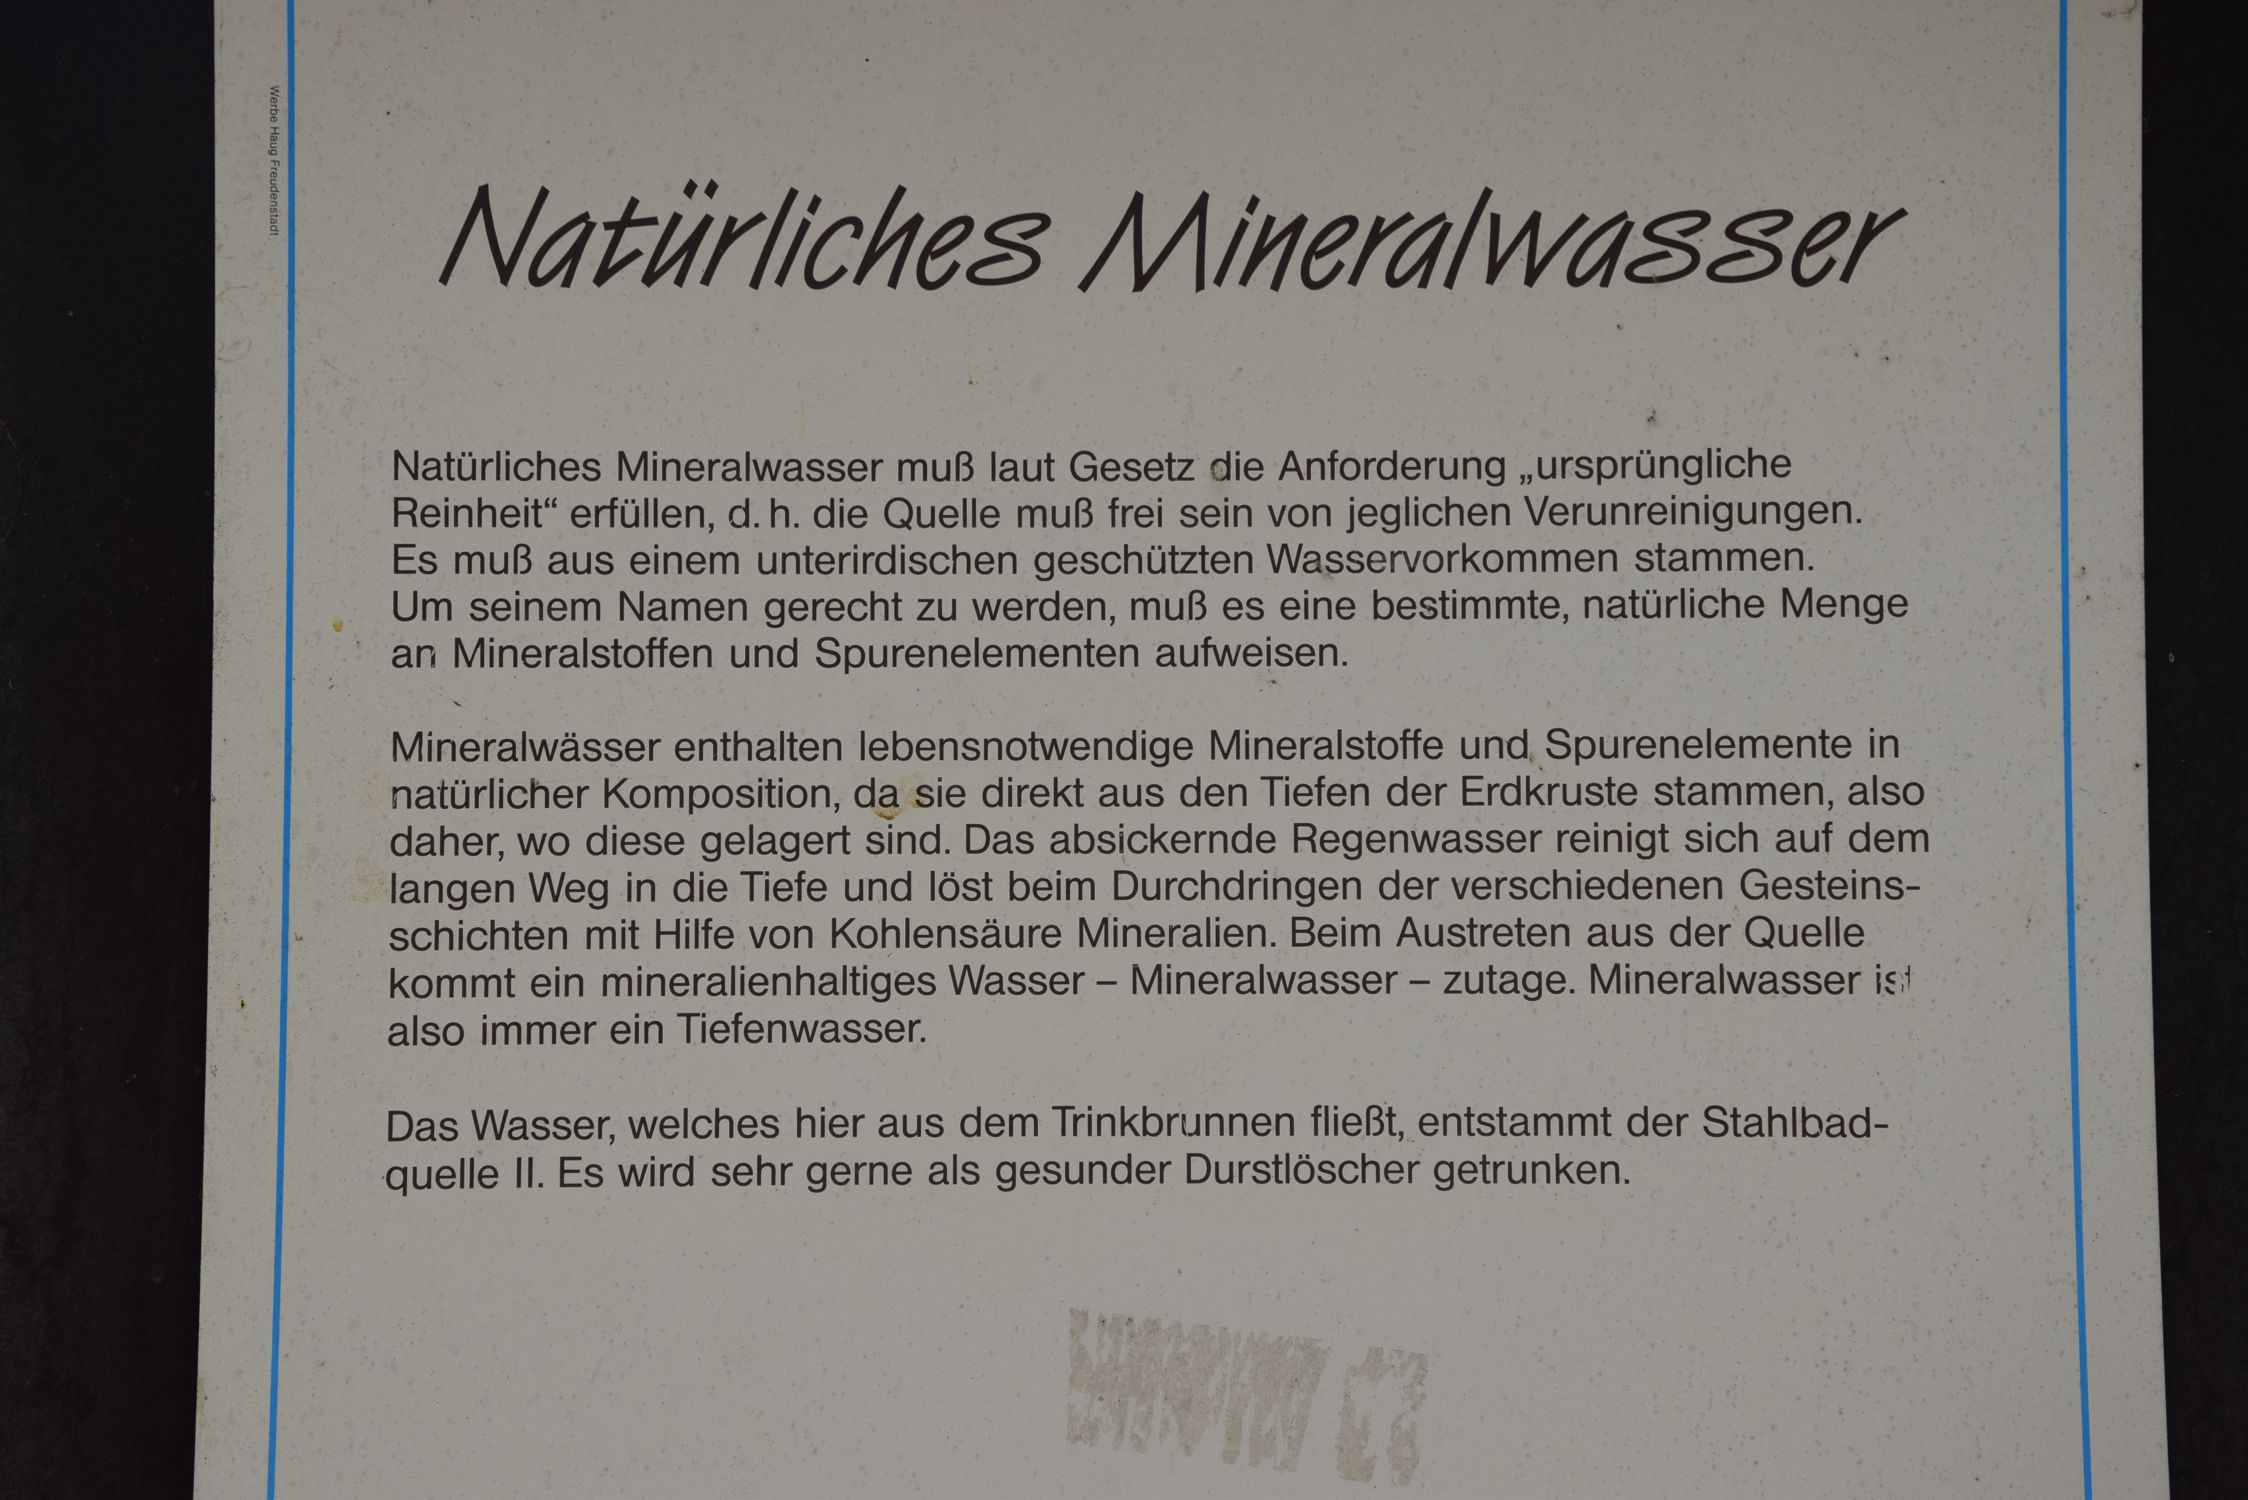 Werbe Haug Freudenstadt
Natürliches Mineralwasser
Natürliches Mineralwasser muß laut Gesetz die Anforderung „ursprüngliche
Reinheit“ erfüllen, d. h. die Quelle muß frei sein von jeglichen Verunreinigungen.
Es muß aus einem unterirdischen geschützten Wasservorkommen stammen.
Um seinem Namen gerecht zu werden, muß es eine bestimmte, natürliche Menge
an Mineralstoffen und Spurenelementen aufweisen.
Mineralwässer enthalten lebensnotwendige Mineralstoffe und Spurenelemente in
natürlicher Komposition, da sie direkt aus den Tiefen der Erdkruste stammen, also
daher, wo diese gelagert sind. Das absickernde Regenwasser reinigt sich auf dem
langen Weg in die Tiefe und löst beim Durchdringen der verschiedenen Gesteins-
schichten mit Hilfe von Kohlensäure Mineralien. Beim Austreten aus der Quelle
kommt ein mineralienhaltiges Wasser – Mineralwasser – zutage. Mineralwasser ist
also immer ein Tiefenwasser.
Das Wasser, welches hier aus dem Trinkbrunnen fließt, entstammt der Stahlbad-
quelle II. Es wird sehr gerne als gesunder Durstlöscher getrunken.